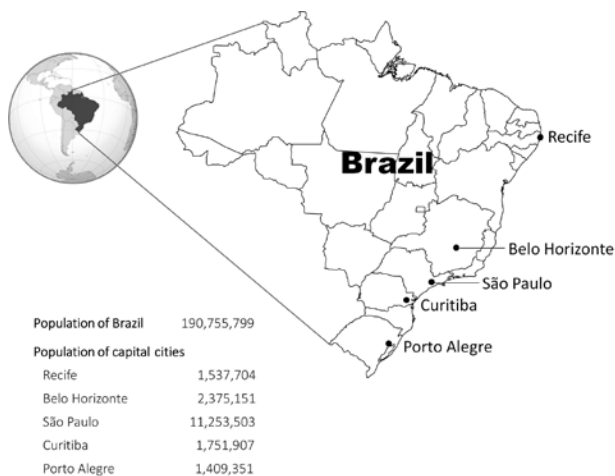 Brazil
Recife
Belo Horizonte
São Paulo
Curitiba
Porto Alegre
Population of Brazil 190,755,799
Population of capital cities
Recife 1,537,704
Belo Horizonte 2,375,151
São Paulo 11,253,503
Curitiba 1,751,907
Porto Alegre 1,409,351